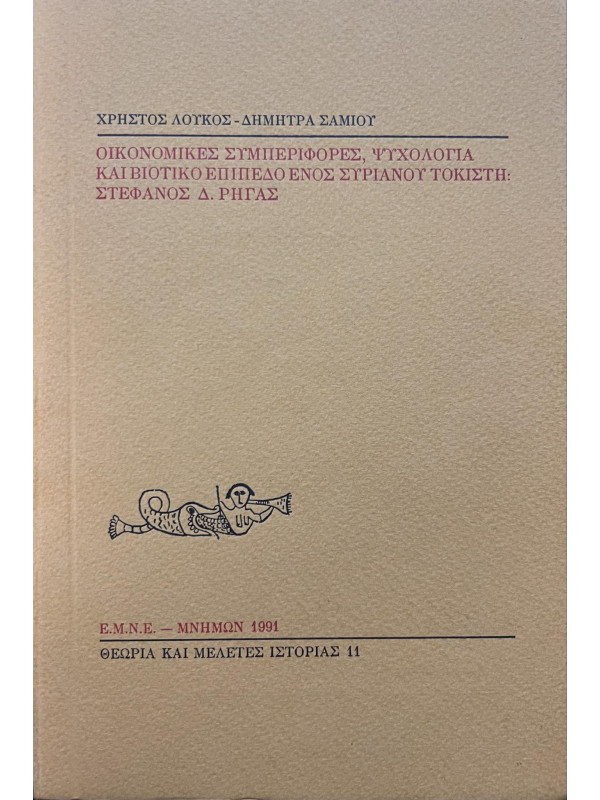 ΧΡΗΣΤΟΣ ΛΟΥΚΟΣ - ΔΗΜΗΤΡΑ ΣΑΜΙΟΥ
ΟΙΚΟΝΟΜΙΚΕΣ ΣΥΜΠΕΡΙΦΟΡΕΣ, ΨΥΧΟΛΟΓΙΑ
ΚΑΙ ΒΙΟΤΙΚΟ ΕΠΙΠΕΔΟ ΕΝΟΣ ΣΥΡΙΑΝΟΥ ΤΟΚΙΣΤΗ:
ΣΤΕΦΑΝΟΣ Δ. ΡΗΓΑΣ
Ε.Μ.Ν.Ε. — ΜΝΗΜΩΝ 1991
ΘΕΩΡΙΑ ΚΑΙ ΜΕΛΕΤΕΣ ΙΣΤΟΡΙΑΣ 11